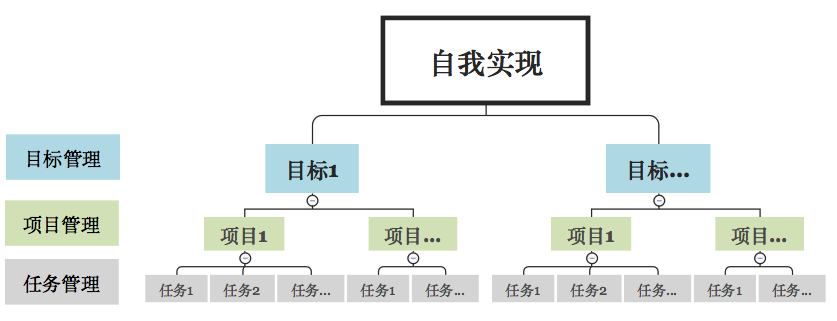 自我实现
目标管理
目标1
目标...
项目管理
项目1
项目...
项目1
项目...
任务管理
任务1
任务2
任务...
任务1
任务...
任务1
任务2
任务...
任务1
任务...